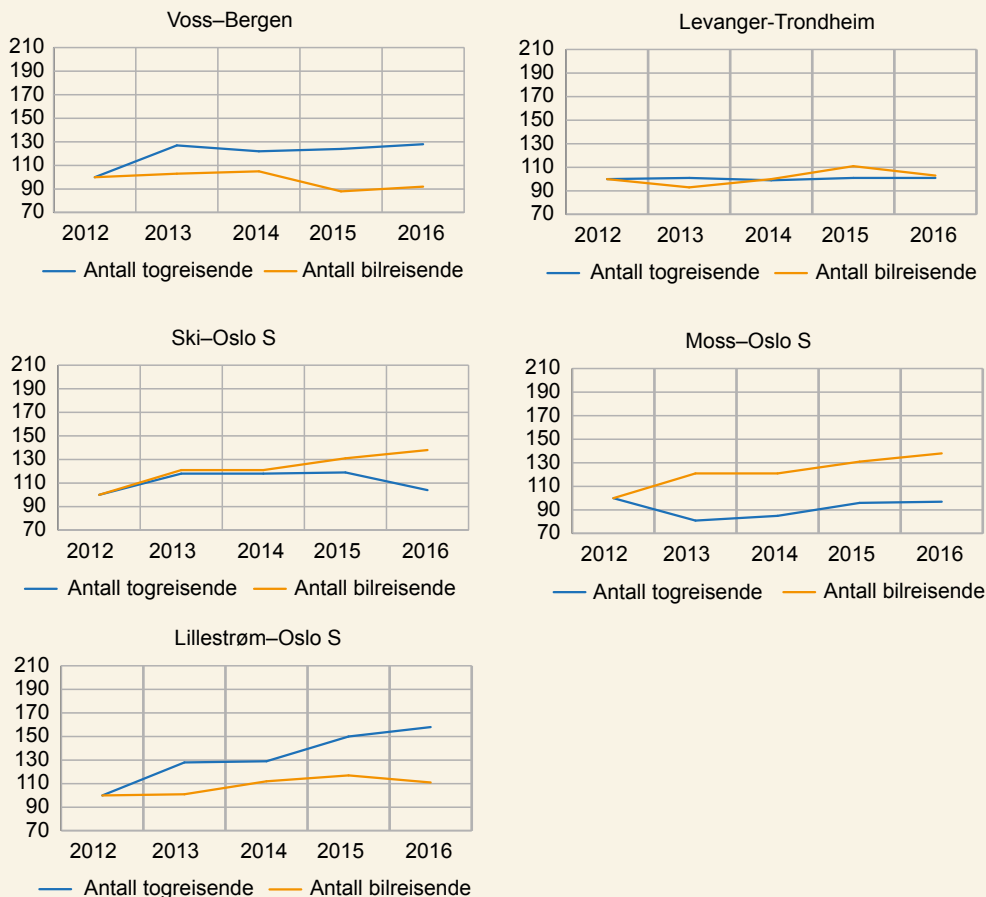 Voss–Bergen
210
190
170
150
130
110
90
70
2012 2013 2014 2015 2016
Antall togreisende Antall bilreisende
Levanger-Trondheim
210
190
170
150
130
110
90
70
2012 2013 2014 2015 2016
Antall togreisende Antall bilreisende
Ski–Oslo S
210
190
170
150
130
110
90
70
2012 2013 2014 2015 2016
Antall togreisende Antall bilreisende
Moss–Oslo S
210
190
170
150
130
110
90
70
2012 2013 2014 2015 2016
Antall togreisende Antall bilreisende
Lillestrøm–Oslo S
210
190
170
150
130
110
90
70
2012 2013 2014 2015 2016
Antall togreisende Antall bilreisende